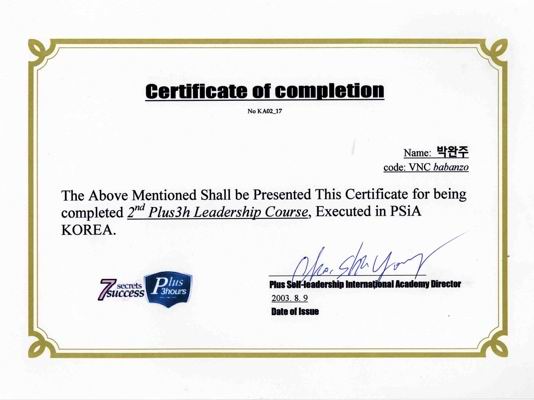 Certificate of completion
No KA02_17
Name: 박완주
code: VNC babanzo
The Above Mentioned Shall be Presented This Certificate for being
completed 2nd Plus3h Leadership Course, Executed in PSiA
KOREA.
7 secrets
success
Plus
3hours
Plus Self-leadership International Academy Director
2003. 8. 9
Date of Issue